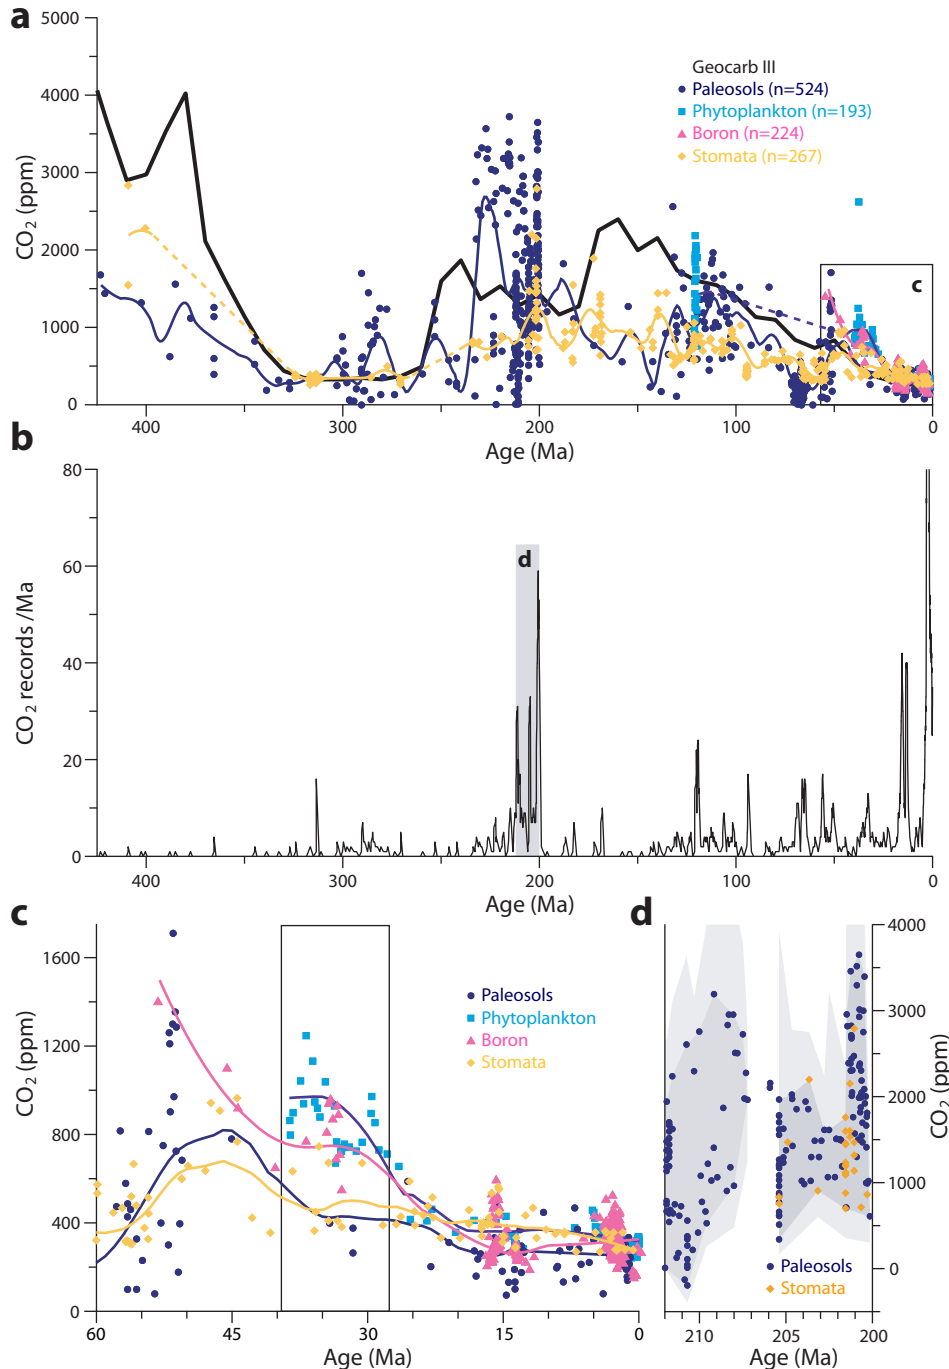 a
5000
4000
3000
2000
1000
0
CO2 (ppm)
Geocarb III
Paleosols (n=524)
Phytoplankton (n=193)
Boron (n=224)
Stomata (n=267)
c
400
300
200
100
0
Age (Ma)
b
80
60
40
20
0
CO2 records /Ma
d
400
300
200
100
0
Age (Ma)
c
1600
1200
800
400
0
CO2 (ppm)
Paleosols
Phytoplankton
Boron
Stomata
60
45
30
15
0
Age (Ma)
d
4000
3000
2000
1000
0
CO2 (ppm)
Paleosols
Stomata
210
205
200
Age (Ma)